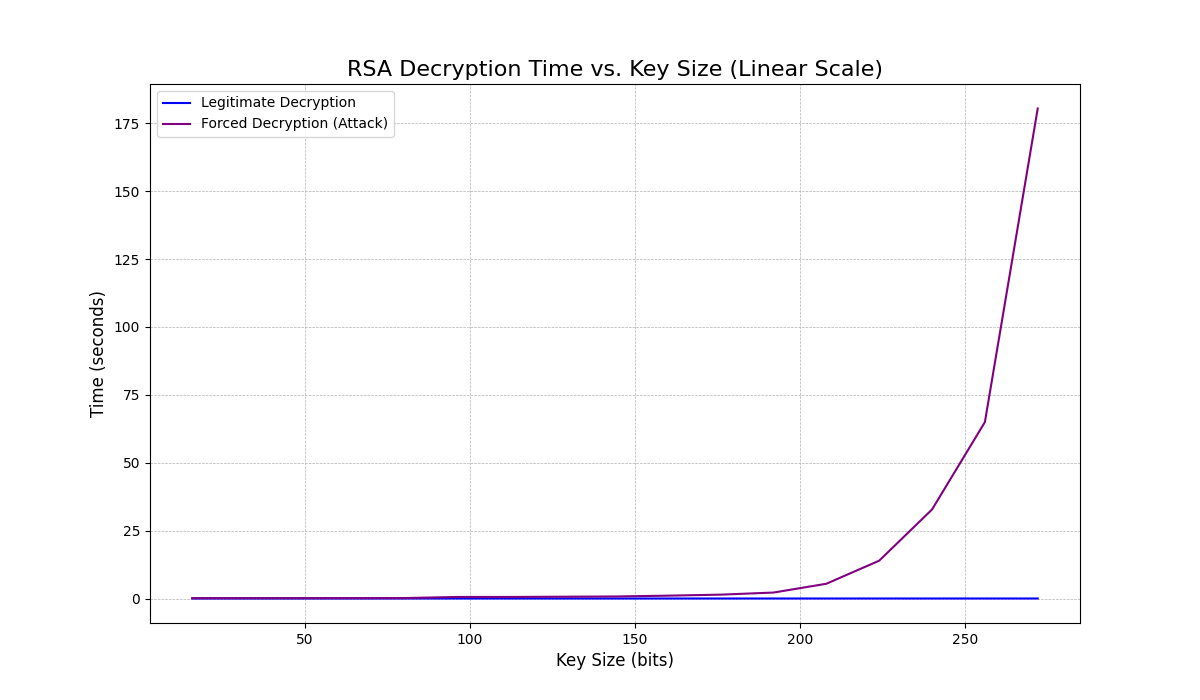 RSA Decryption Time vs. Key Size (Linear Scale)
Legitimate Decryption
Forced Decryption (Attack)
175
150
125
100
75
50
25
0
Time (seconds)
50 100 150 200 250
Key Size (bits)